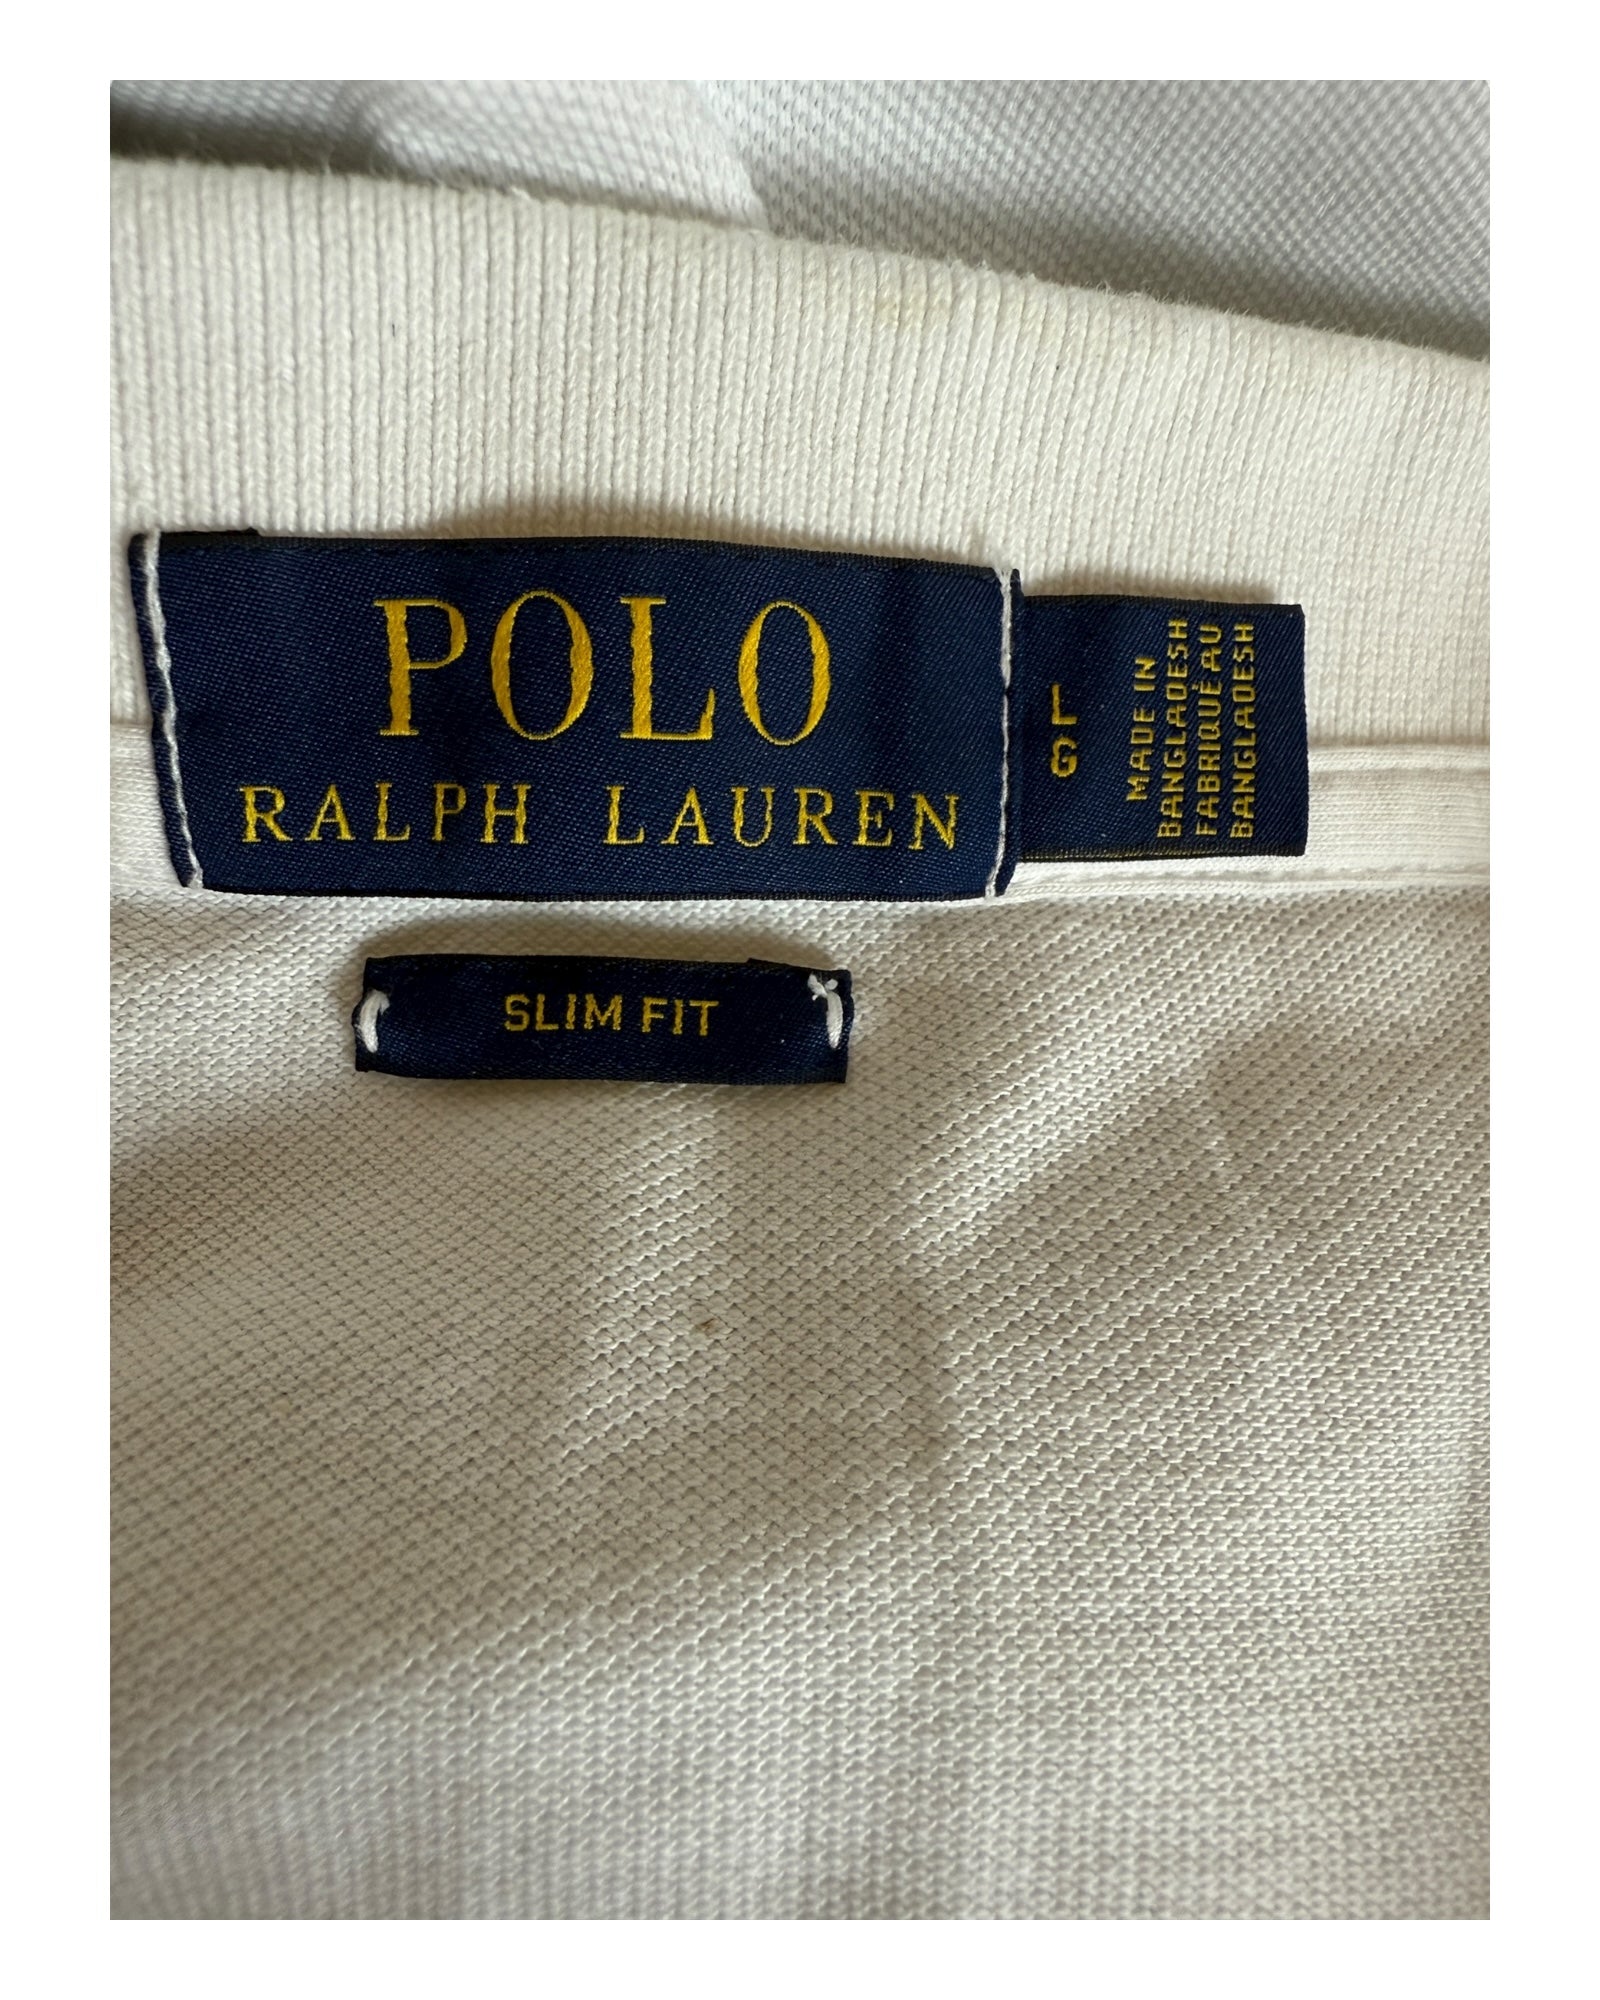 POLO
RALPH LAUREN
L
G
MADE IN
BANGLADESH
FABRIQUÉ AU
BANGLADESH
SLIM FIT